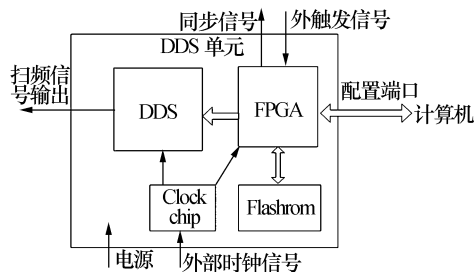 同步信号
外触发信号
DDS 单元
扫频信
号输出
DDS
FPGA
配置端口
计算机
Clock
chip
Flashrom
电源
外部时钟信号